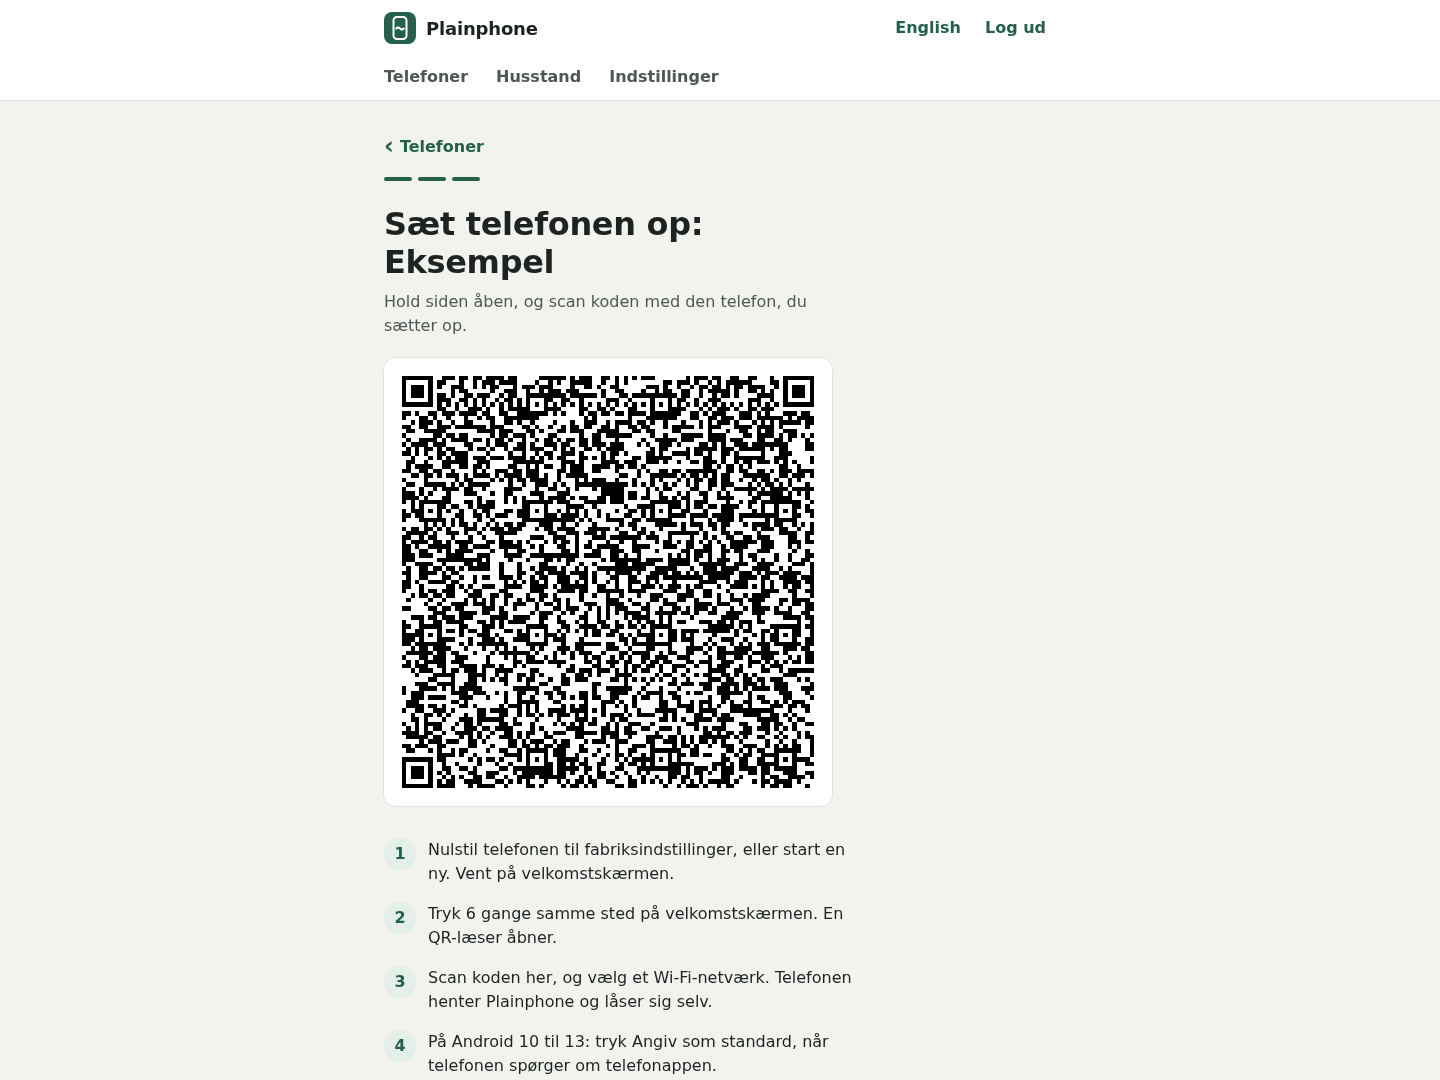 Plainphone
English
Log ud
Telefoner
Husstand
Indstillinger
‹ Telefoner
Sæt telefonen op:
Eksempel
Hold siden åben, og scan koden med den telefon, du
sætter op.
1
Nulstil telefonen til fabriksindstillinger, eller start en
ny. Vent på velkomstskærmen.
2
Tryk 6 gange samme sted på velkomstskærmen. En
QR-læser åbner.
3
Scan koden her, og vælg et Wi-Fi-netværk. Telefonen
henter Plainphone og låser sig selv.
4
På Android 10 til 13: tryk Angiv som standard, når
telefonen spørger om telefonappen.